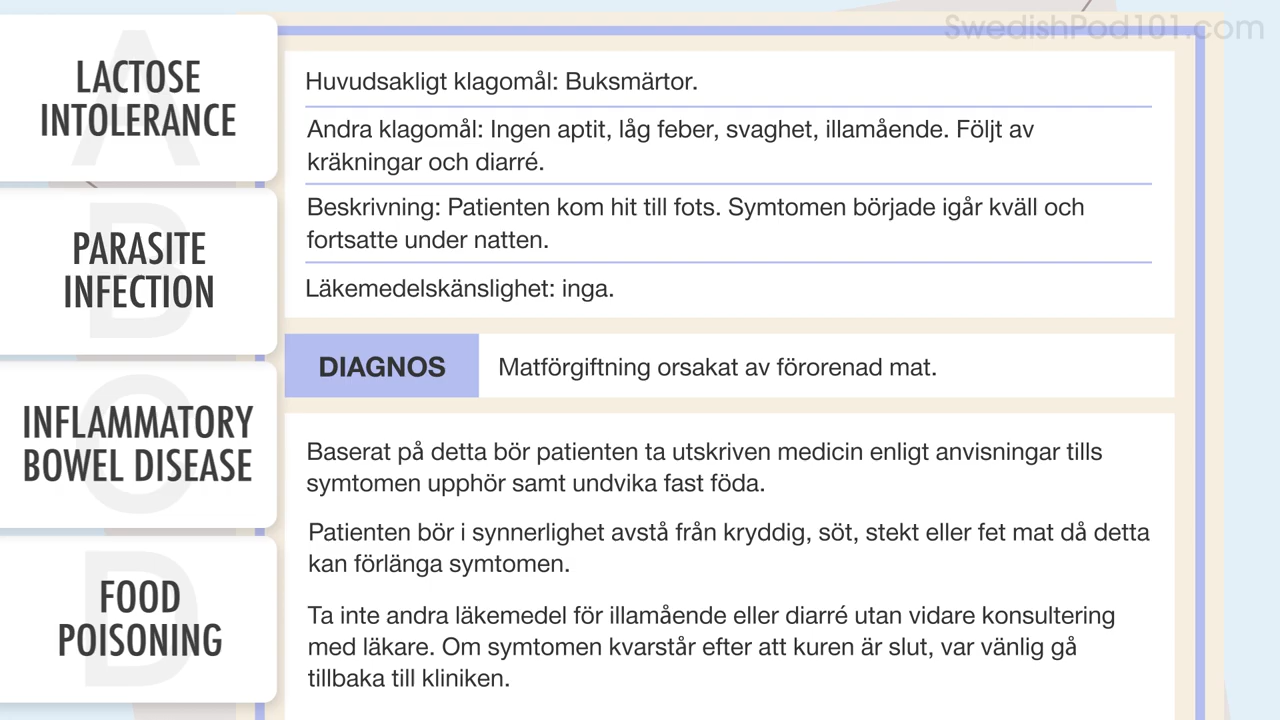 SwedishPod101.com
A
LACTOSE
INTOLERANCE
B
PARASITE
INFECTION
C
INFLAMMATORY
BOWEL DISEASE
D
FOOD
POISONING
Huvudsakligt klagomål: Buksmärtor.
Andra klagomål: Ingen aptit, låg feber, svaghet, illamående. Följt av
kräkningar och diarré.
Beskrivning: Patienten kom hit till fots. Symtomen började igår kväll och
fortsatte under natten.
Läkemedelskänslighet: inga.
DIAGNOS
Matförgiftning orsakat av förorenad mat.
Baserat på detta bör patienten ta utskriven medicin enligt anvisningar tills
symtomen upphör samt undvika fast föda.
Patienten bör i synnerlighet avstå från kryddig, söt, stekt eller fet mat då detta
kan förlänga symtomen.
Ta inte andra läkemedel för illamående eller diarré utan vidare konsultering
med läkare. Om symtomen kvarstår efter att kuren är slut, var vänlig gå
tillbaka till kliniken.